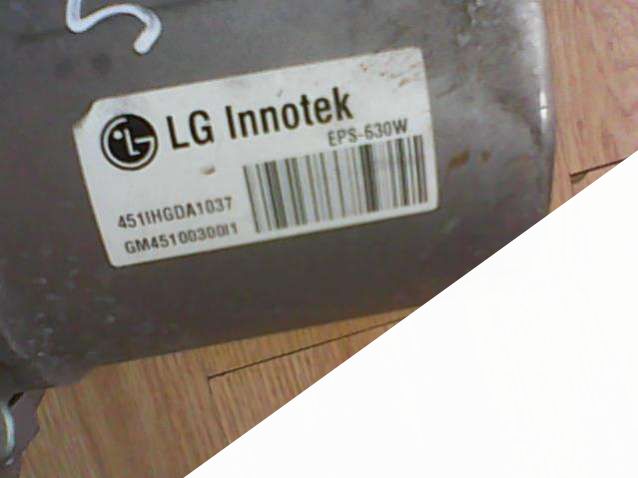 S
LG Innotek
EPS-630W
451IHGDA1037
GM45100300I1